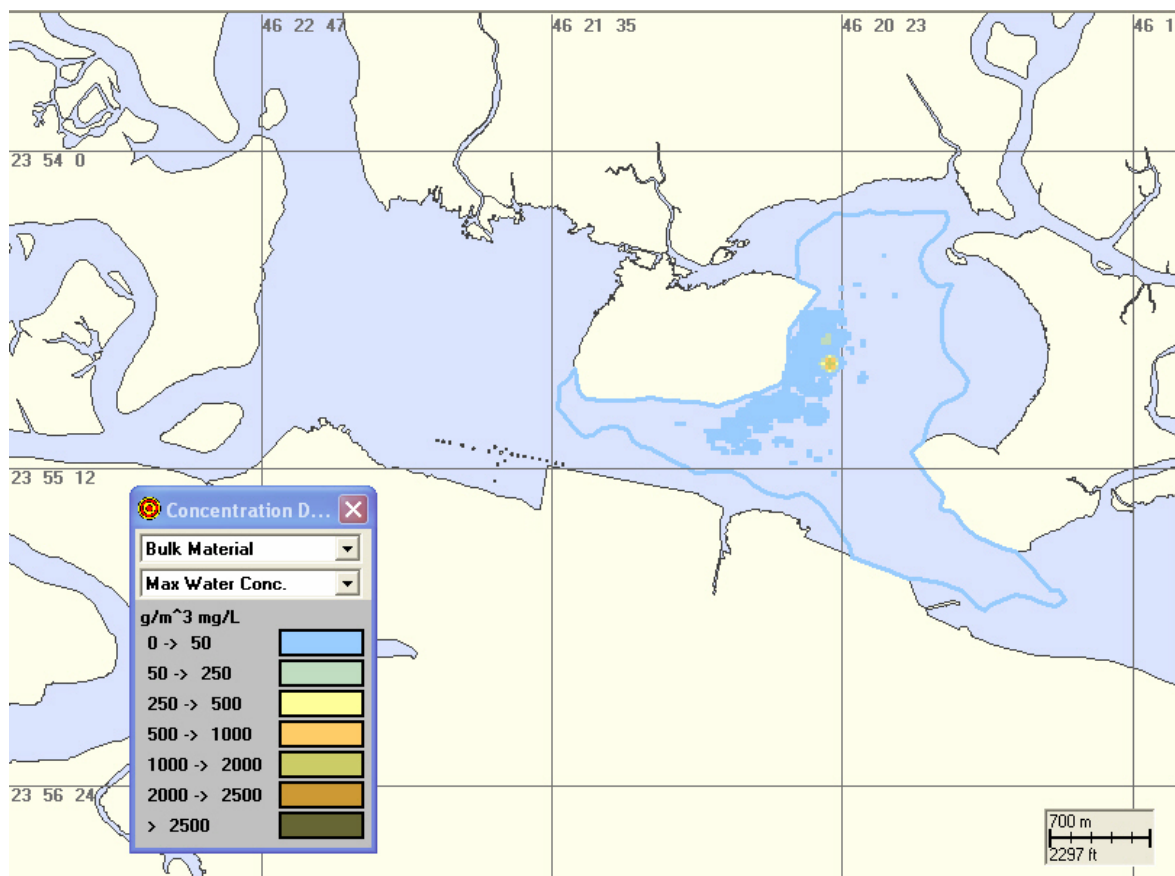 46 22 47
46 21 35
46 20 23
46 1
23 54 0
23 55 12
Concentration D...
Bulk Material
Max Water Conc.
g/m^3 mg/L
0 -> 50
50 -> 250
250 -> 500
500 -> 1000
1000 -> 2000
2000 -> 2500
> 2500
23 56 24
700 m
2297 ft